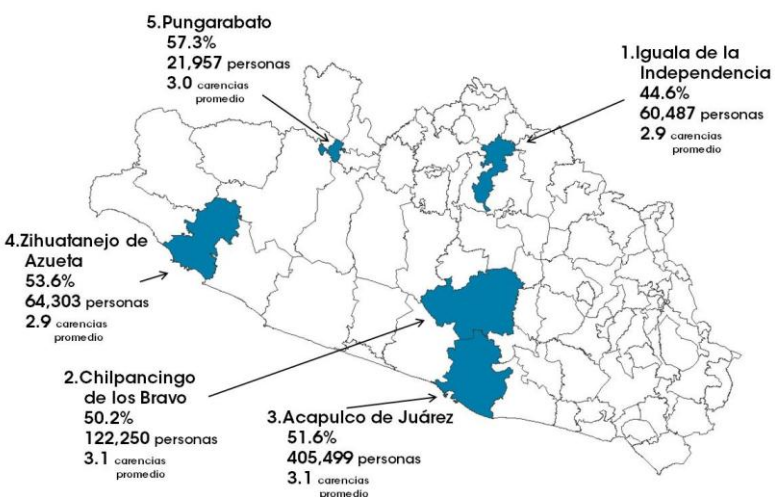 5.Pungarabato
57.3%
21,957 personas
3.0 carencias
promedio
1.Iguala de la
Independencia
44.6%
60,487 personas
2.9 carencias
promedio
4.Zihuatanejo de
Azueta
53.6%
64,303 personas
2.9 carencias
promedio
2.Chilpancingo
de los Bravo
50.2%
122,250 personas
3.1 carencias
promedio
3.Acapulco de Juárez
51.6%
405,499 personas
3.1 carencias
promedio